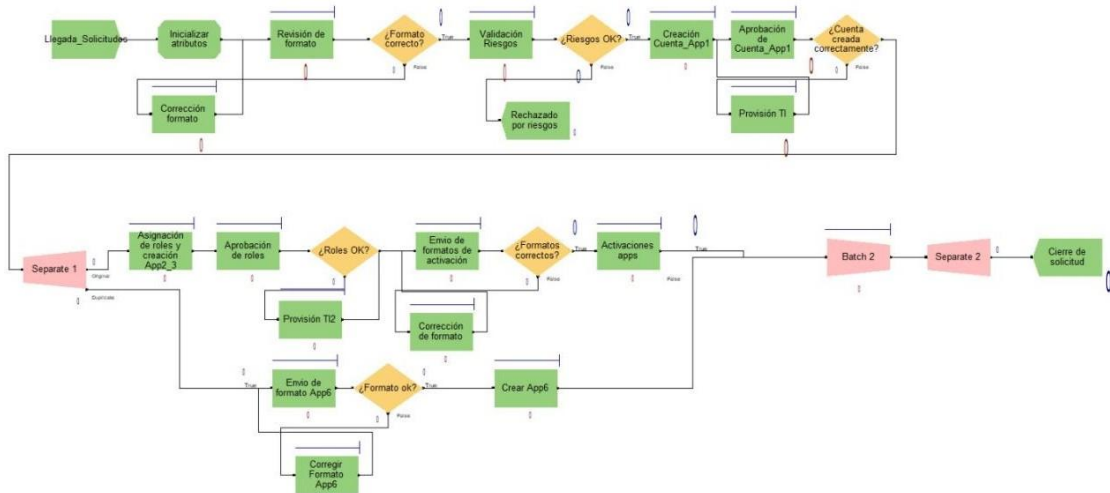 Llegada_Solicitudes
Inicializar
atributos
Revisión de
formato
¿Formato
correcto?
True
False
Corrección
formato
Validación
Riesgos
¿Riesgos OK?
True
False
Rechazado
por riesgos
Creación
Cuenta_App1
Aprobación
de
Cuenta_App1
¿Cuenta
creada
correctamente?
False
Provisión TI
Separate 1
Original
Duplicate
Asignación
de roles y
creación
App2_3
Aprobación
de roles
¿Roles OK?
Provisión TI2
Envio de
formatos de
activación
¿Formatos
correctos?
True
False
Corrección
de formato
Activaciones
apps
True
Batch 2
Separate 2
Cierre de
solicitud
True
Envio de
formato App6
¿Formato ok?
True
False
Crear App6
Corregir
Formato
App6